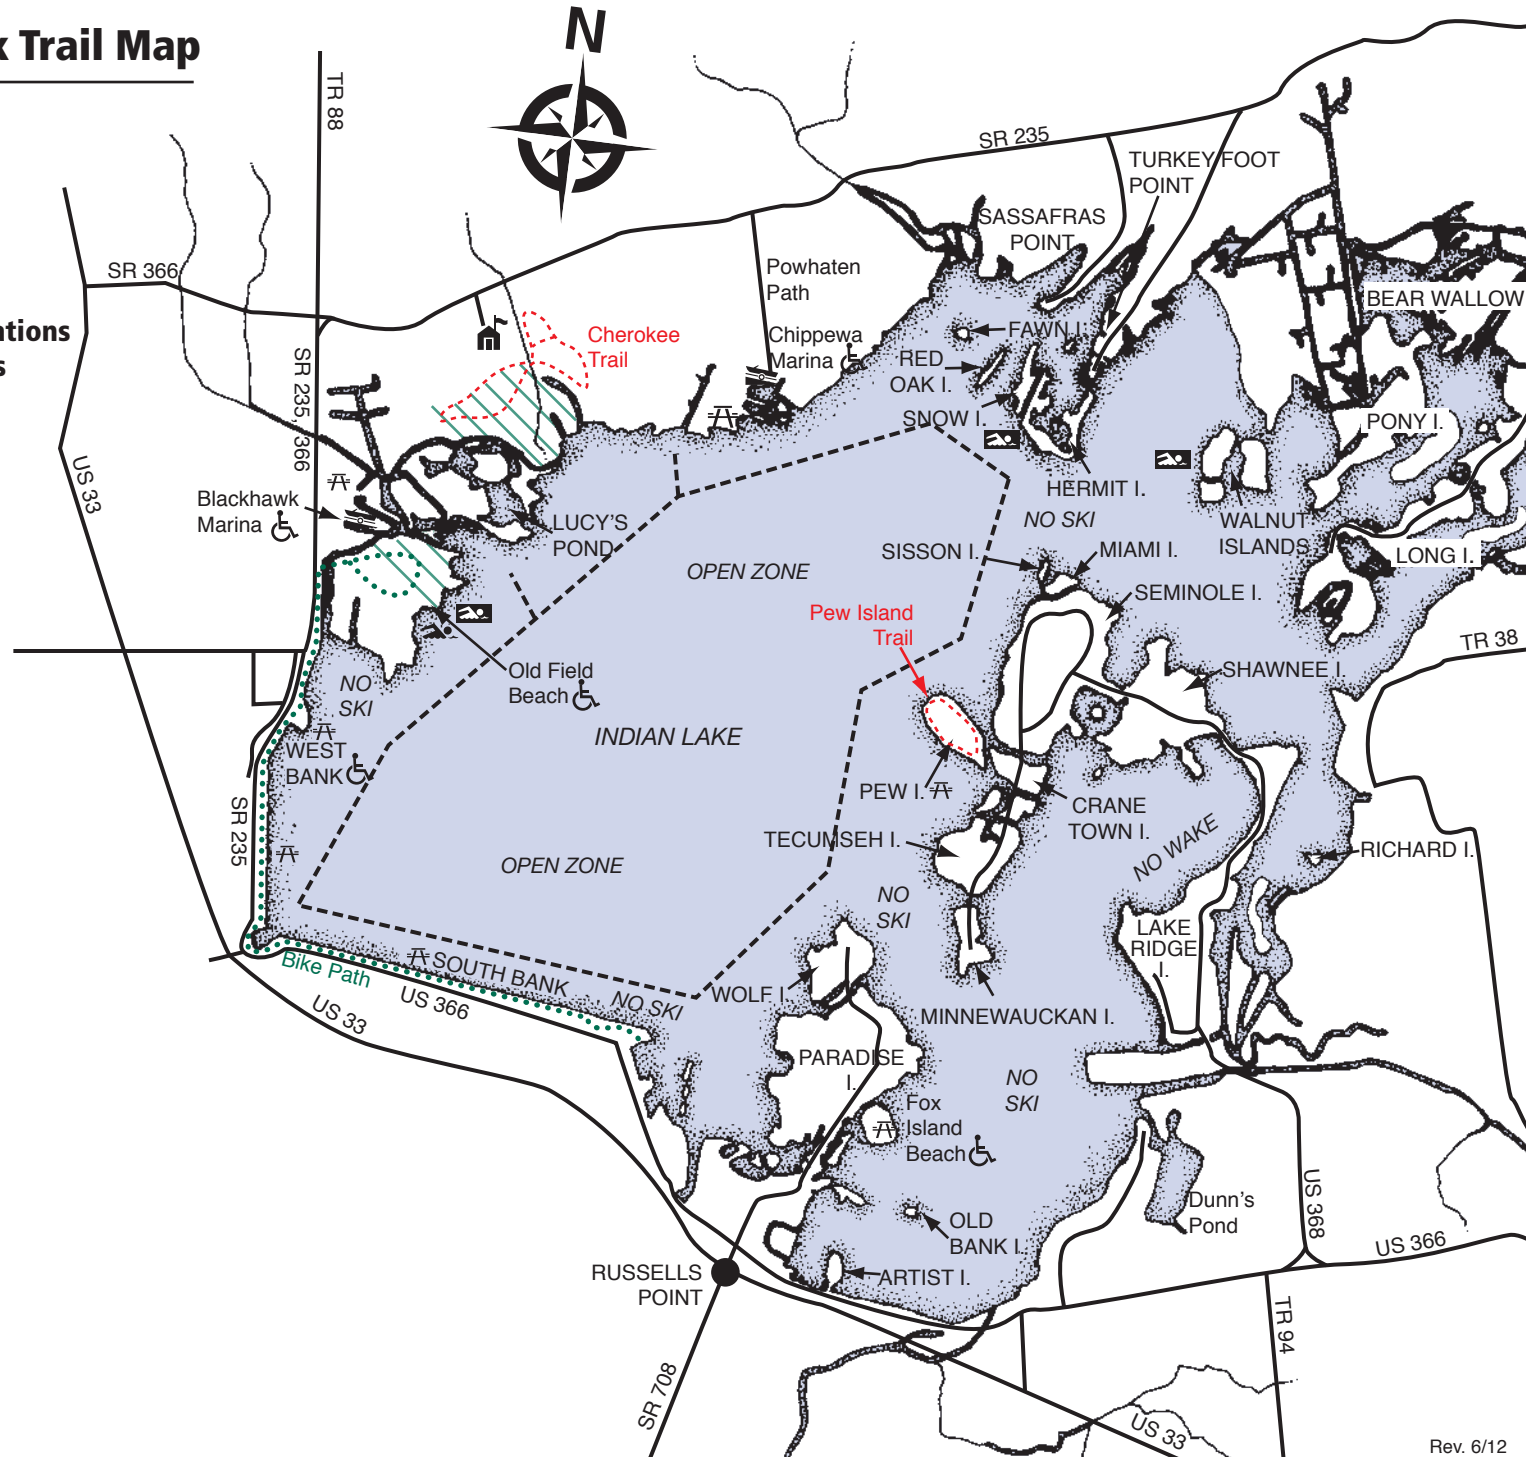 k Trail Map
N
TR 88
SR 235
TURKEY FOOT
POINT
SASSAFRAS
POINT
SR 366
Powhaten
Path
BEAR WALLOW
ations
s
Cherokee
Trail
Chippewa
Marina
FAWN I.
RED
OAK I.
SR 235, 366
SNOW I.
PONY I.
US 33
Blackhawk
Marina
HERMIT I.
NO SKI
WALNUT
ISLANDS
LUCY'S
POND
SISSON I.
MIAMI I.
LONG I.
OPEN ZONE
SEMINOLE I.
Pew Island
Trail
TR 38
Old Field
Beach
SHAWNEE I.
NO
SKI
INDIAN LAKE
WEST
BANK
PEW I.
CRANE
TOWN I.
SR 235
TECUMSEH I.
NO WAKE
RICHARD I.
OPEN ZONE
NO
SKI
LAKE
RIDGE
I.
Bike Path
SOUTH BANK
NO SKI
WOLF I.
US 366
US 33
MINNEWAUCKAN I.
PARADISE
I.
NO
SKI
Fox
Island
Beach
Dunn's
Pond
US 368
OLD
BANK I.
US 366
RUSSELLS
POINT
ARTIST I.
TR 94
SR 708
US 33
Rev. 6/12